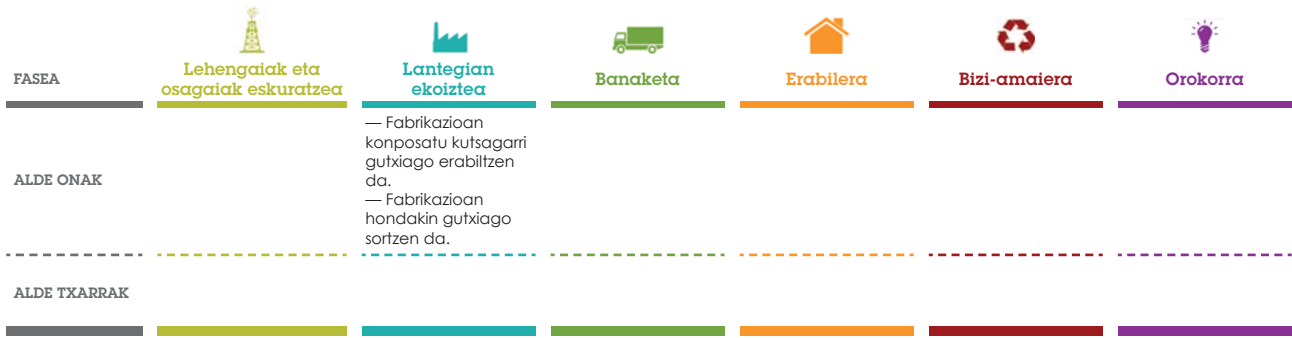 FASEA
Lehengaiak eta
osagaiak eskuratzea
Lantegian
ekoiztea
Banaketa
Erabilera
Bizi-amaiera
Orokorra
ALDE ONAK
— Fabrikazioan
konposatu kutsagarri
gutxiago erabiltzen
da.
— Fabrikazioan
hondakin gutxiago
sortzen da.
ALDE TXARRAK